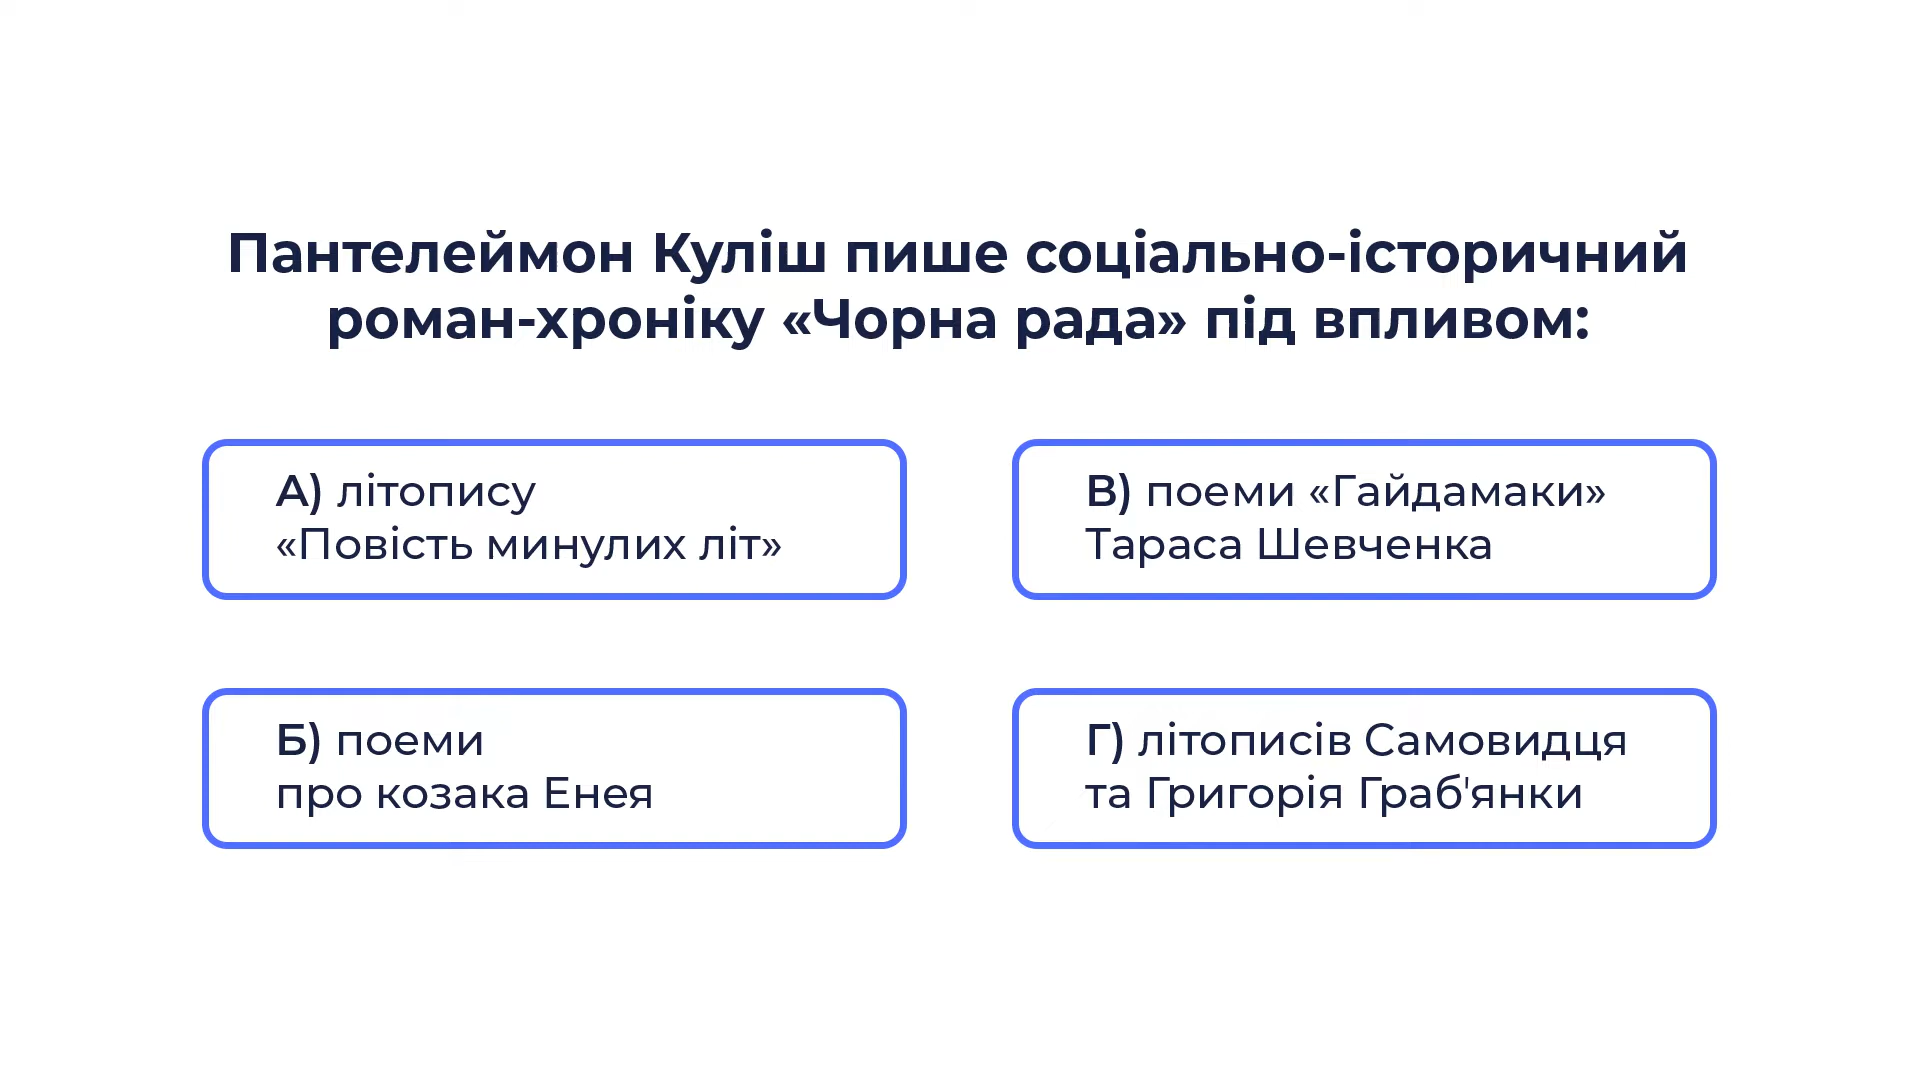 Пантелеймон Куліш пише соціально-історичний
роман-хроніку «Чорна рада» під впливом:
А) літопису
«Повість минулих літ»
Б) поеми
про козака Енея
В) поеми «Гайдамаки»
Тараса Шевченка
Г) літописів Самовидця
та Григорія Граб'янки